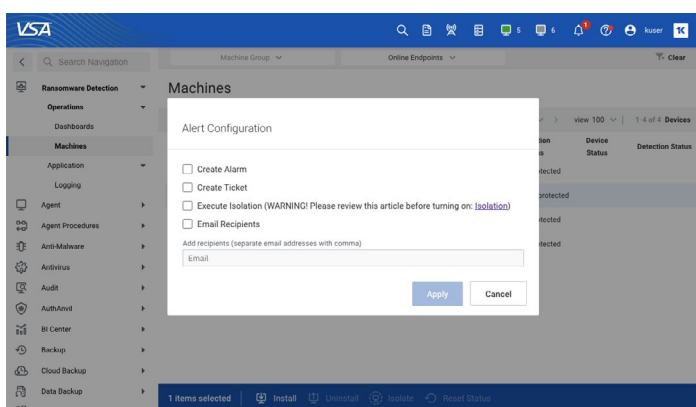 VSA
5
6
1
kuser
Search Navigation
Machine Group
Online Endpoints
Clear
Ransomware Detection
Operations
Dashboards
Machines
Application
Logging
Agent
Agent Procedures
Anti-Malware
Antivirus
Audit
AuthAnvil
BI Center
Backup
Cloud Backup
Data Backup
Machines
view 100
1-4 of 4 Devices
Device
Status
Detection Status
Alert Configuration
Create Alarm
Create Ticket
Execute Isolation (WARNING! Please review this article before turning on: Isolation)
Email Recipients
Add recipients (separate email addresses with comma)
Email
Apply
Cancel
1 items selected
Install
Uninstall
Isolate
Reset Status